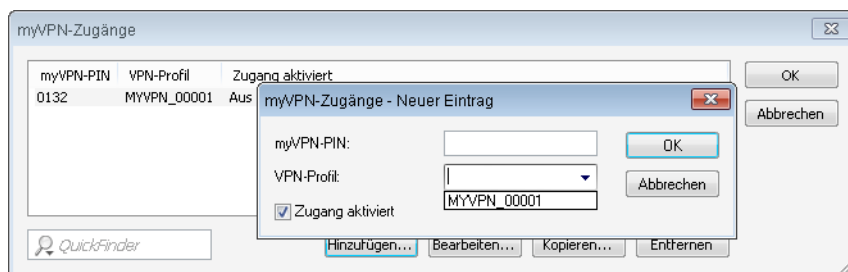 myVPN-Zugänge
myVPN-PIN VPN-Profil Zugang aktiviert
0132 MYVPN_00001 Aus
OK
Abbrechen
myVPN-Zugänge - Neuer Eintrag
myVPN-PIN:
OK
VPN-Profil:
Abbrechen
MYVPN_00001
Zugang aktiviert
QuickFinder
Hinzufügen...
Bearbeiten...
Kopieren...
Entfernen